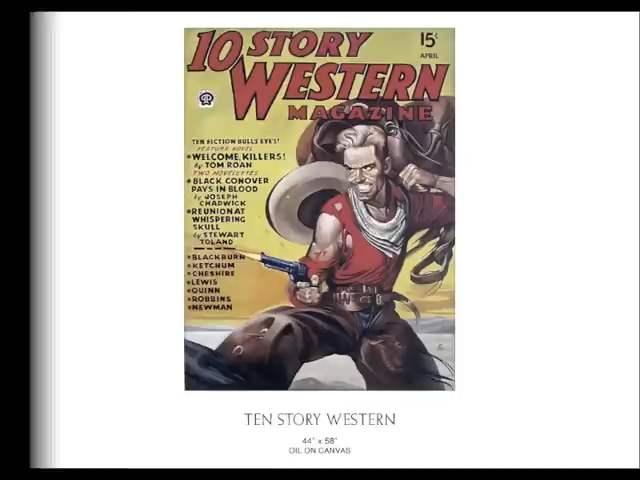 10 STORY
WESTERN
MAGAZINE
15¢
APRIL
TEN FICTION BULL'S EYES!
FEATURE NOVEL
•WELCOME, KILLERS!
by TOM ROAN
TWO NOVELETTES
•BLACK CONOVER
PAYS IN BLOOD
by JOSEPH
CHADWICK
•REUNION AT
WHISPERING
SKULL
by STEWART
TOLAND
•BLACKBURN
•KETCHUM
•CHESHIRE
•LEWIS
•QUINN
•ROBBINS
•NEWMAN
TEN STORY WESTERN
44" x 58"
OIL ON CANVAS